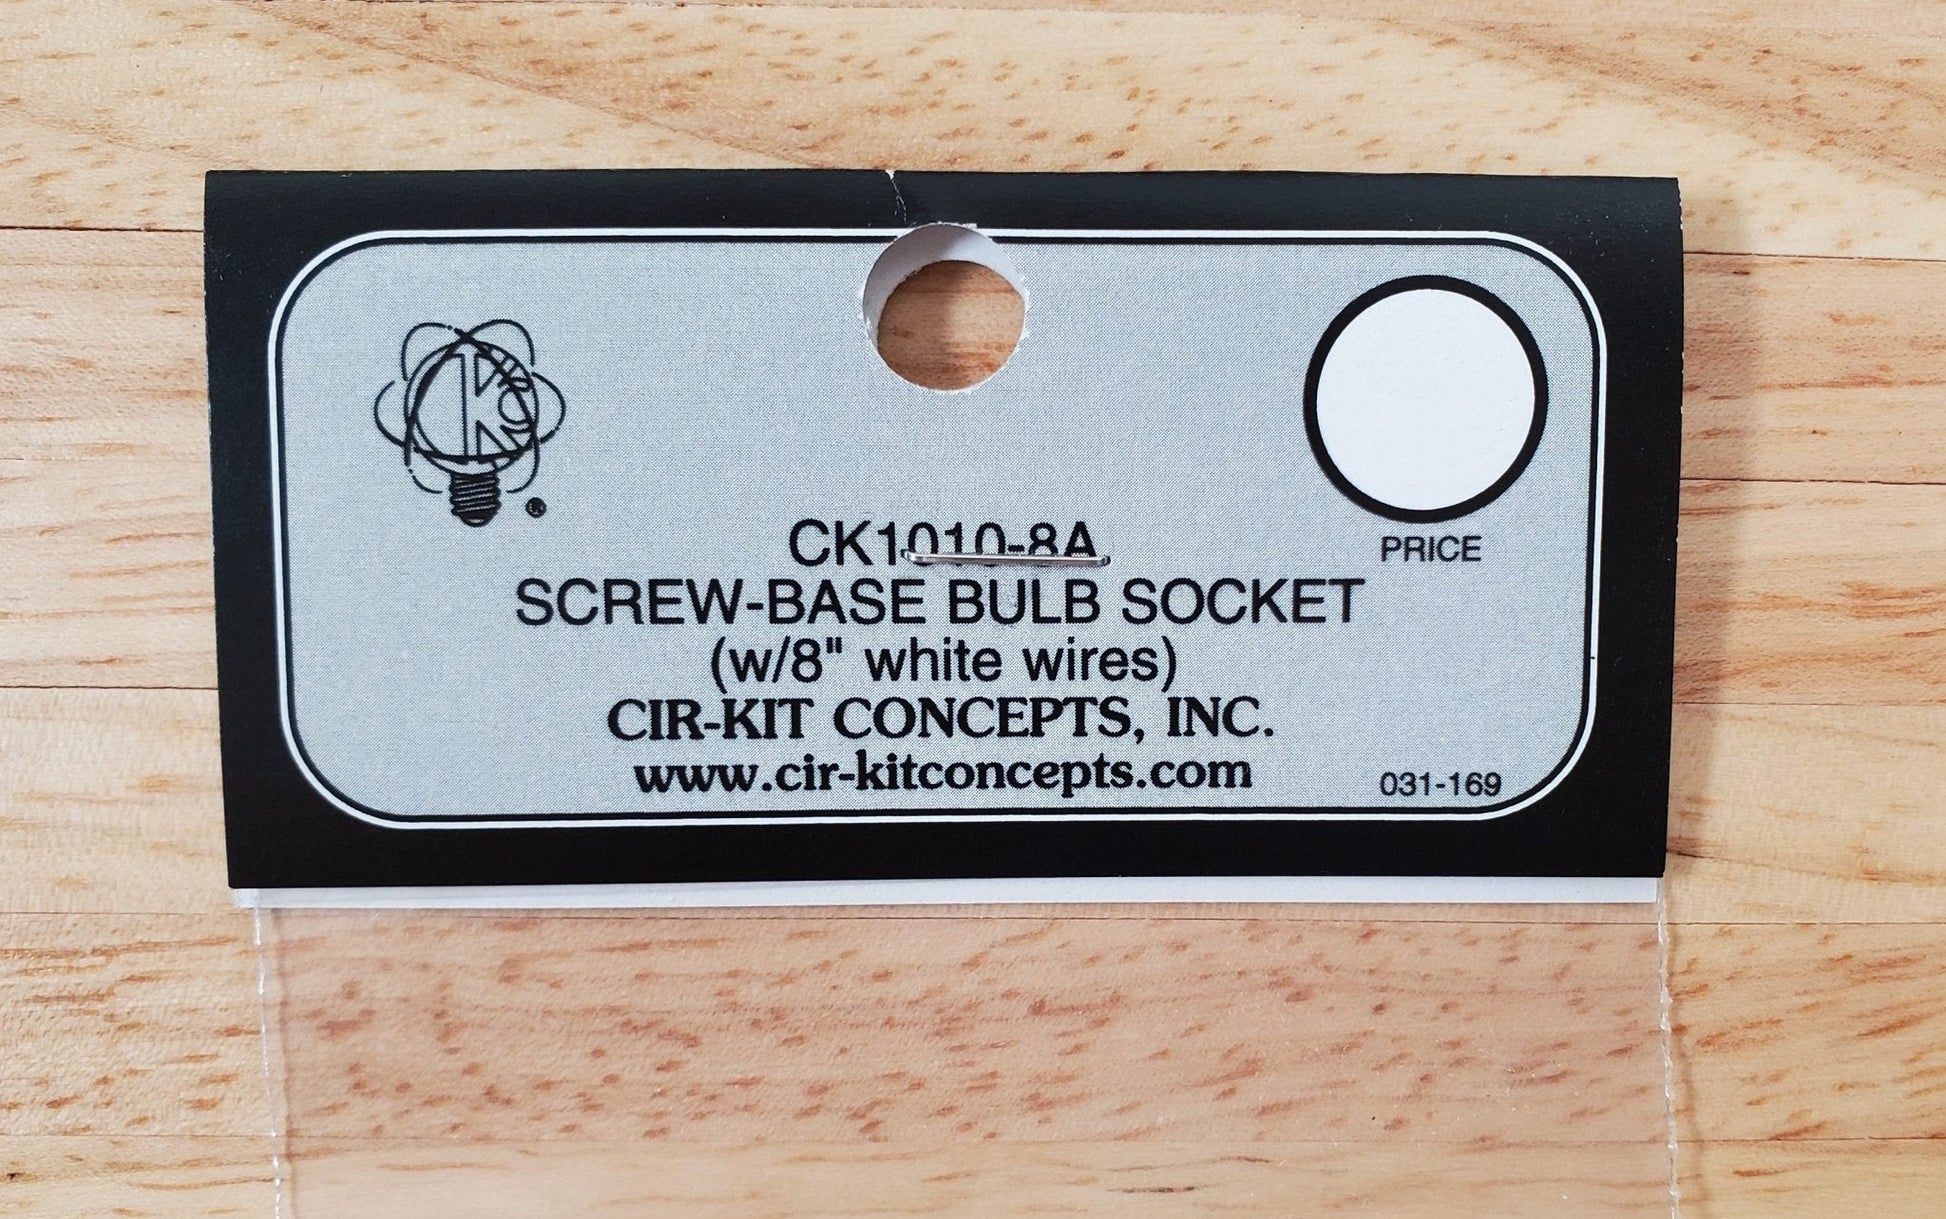 CKC
®
CK1010-8A
PRICE
SCREW-BASE BULB SOCKET
(w/8" white wires)
CIR-KIT CONCEPTS, INC.
www.cir-kitconcepts.com
031-169